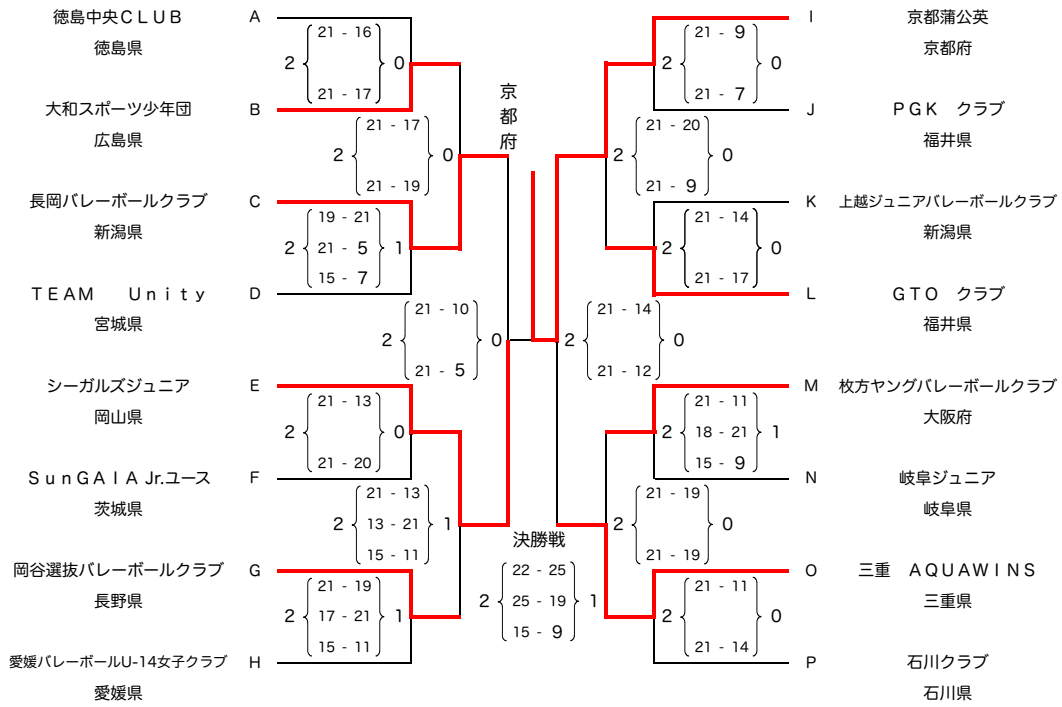 徳島中央ＣＬＵＢ A
徳島県
21 - 16
2 0
21 - 17
大和スポーツ少年団 B
広島県
21 - 17
2 0
21 - 19
長岡バレーボールクラブ C
新潟県
19 - 21
2 21 - 5 1
15 - 7
ＴＥＡＭ　Ｕｎｉｔｙ D
宮城県
21 - 10
2 0
21 - 5
シーガルズジュニア E
岡山県
21 - 13
2 0
21 - 20
ＳｕｎＧＡＩＡ Jr.ユース F
茨城県
21 - 13
2 13 - 21 1
15 - 11
岡谷選抜バレーボールクラブ G
長野県
21 - 19
2 17 - 21 1
15 - 11
愛媛バレーボールU-14女子クラブ H
愛媛県
京都府
決勝戦
22 - 25
2 25 - 19 1
15 - 9
I 京都蒲公英
京都府
21 - 9
2 0
21 - 7
J ＰＧＫ　クラブ
福井県
21 - 20
2 0
21 - 9
K 上越ジュニアバレーボールクラブ
新潟県
21 - 14
2 0
21 - 17
L ＧＴＯ　クラブ
福井県
21 - 14
2 0
21 - 12
M 枚方ヤングバレーボールクラブ
大阪府
21 - 11
2 18 - 21 1
15 - 9
N 岐阜ジュニア
岐阜県
21 - 19
2 0
21 - 19
O 三重　ＡＱＵＡＷＩＮＳ
三重県
21 - 11
2 0
21 - 14
P 石川クラブ
石川県